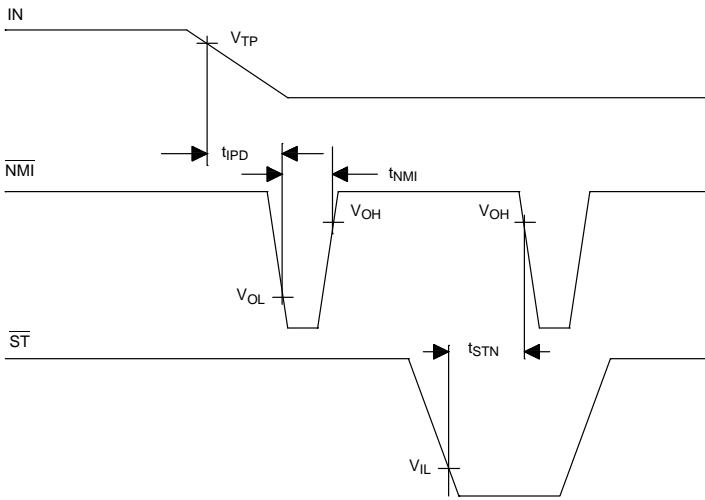 IN
VTP
tIPD
NMI
tNMI
VOH
VOH
VOL
ST
tSTN
VIL